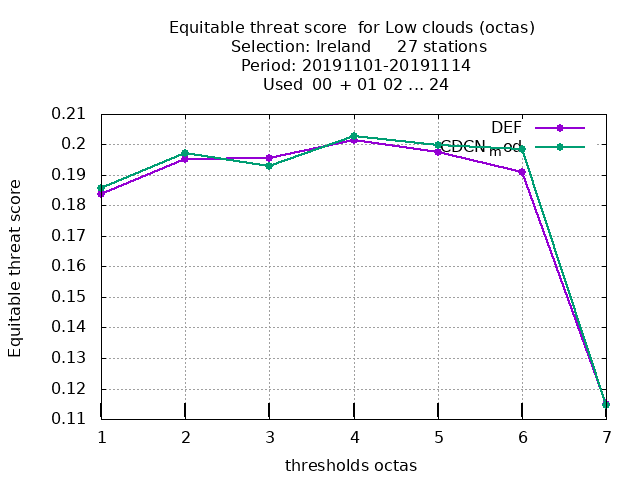 Equitable threat score  for Low clouds (octas)
Selection: Ireland     27 stations
Period: 20191101-20191114
Used  00 + 01 02 ... 24
DEF
CDCN_mod
Equitable threat score
0.21
0.2
0.19
0.18
0.17
0.16
0.15
0.14
0.13
0.12
0.11
1 2 3 4 5 6 7
thresholds octas